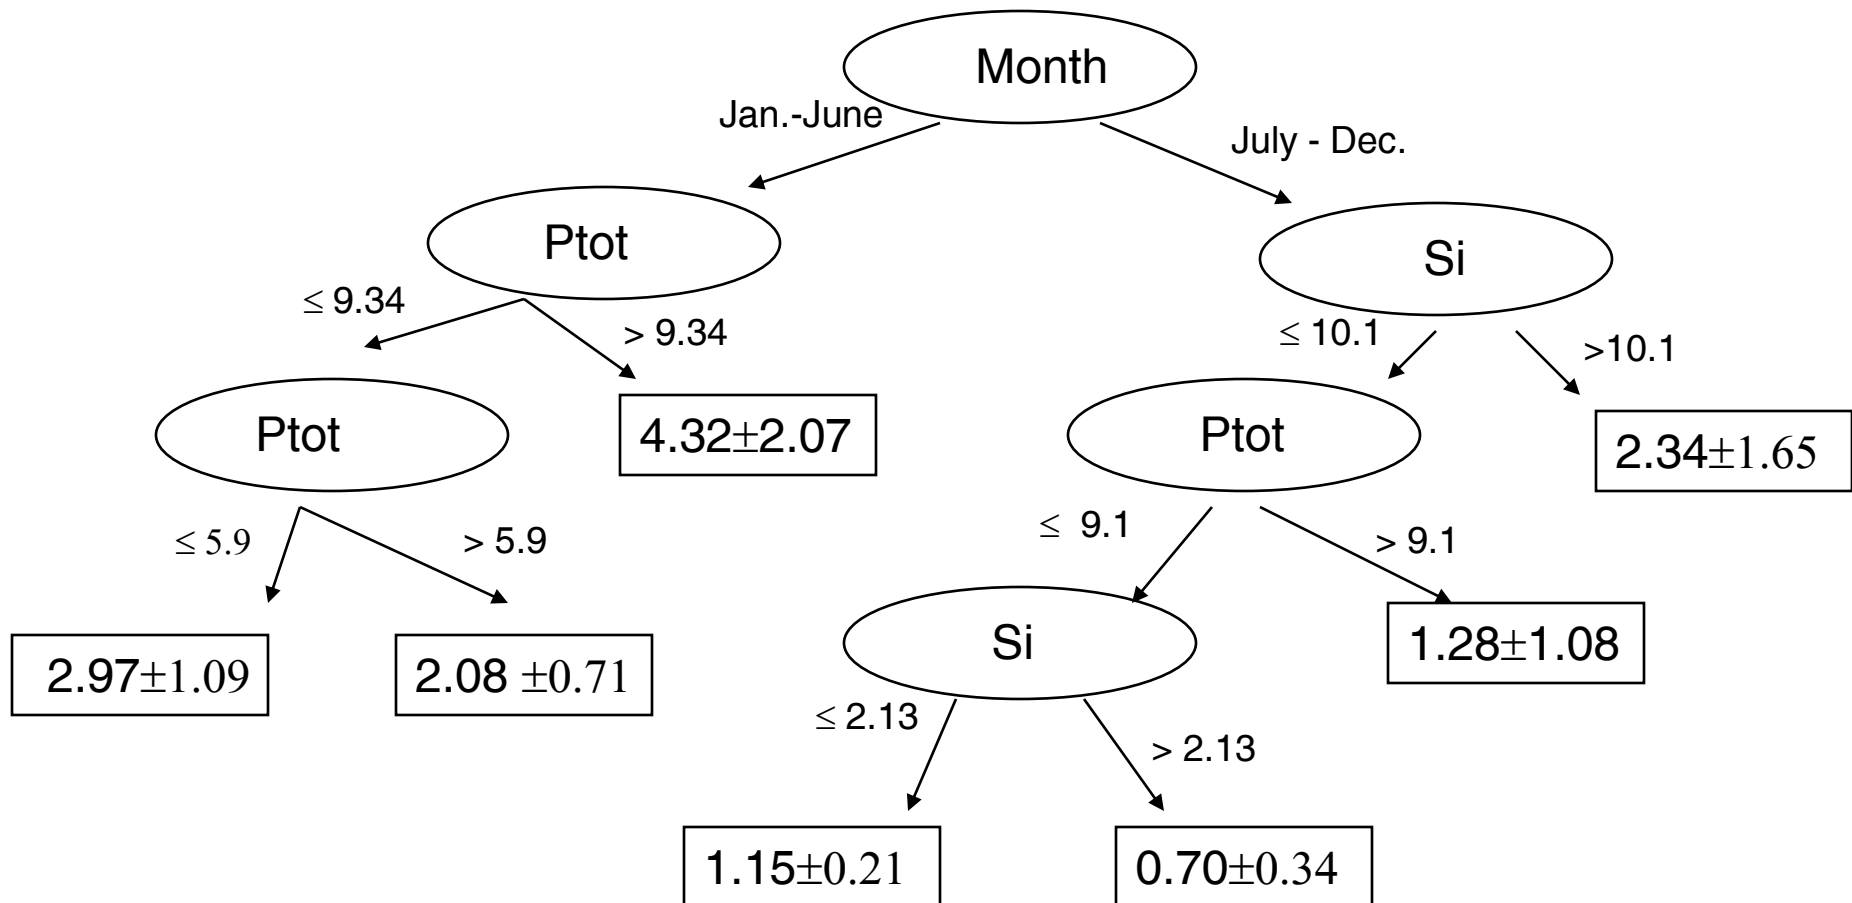 Month
Jan.-June
July - Dec.
Ptot
Si
≤ 9.34
> 9.34
≤ 10.1
>10.1
Ptot
4.32±2.07
Ptot
2.34±1.65
≤ 5.9
> 5.9
≤ 9.1
> 9.1
2.97±1.09
2.08 ±0.71
Si
1.28±1.08
≤ 2.13
> 2.13
1.15±0.21
0.70±0.34